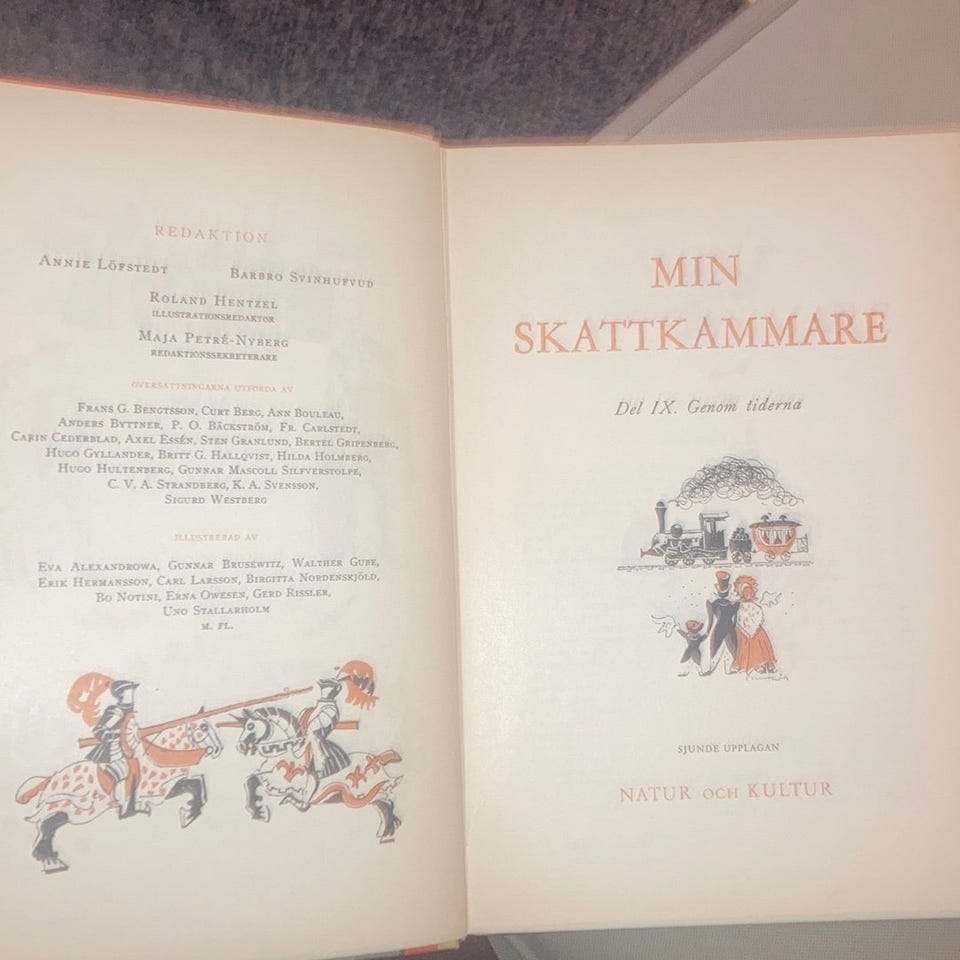 REDAKTION
ANNIE LÖFSTEDT BARBRO SVINHUFVUD
ROLAND HENTZEL
ILLUSTRATIONSREDAKTÖR
MAJA PETRÉ-NYBERG
REDAKTIONSSEKRETERARE
ÖVERSÄTTNINGARNA UTFÖRDA AV
FRANS G. BENGTSSON, CURT BERG, ANN BOULEAU,
ANDERS BYTTNER, P. O. BÄCKSTRÖM, FR. CARLSTEDT,
CARIN CEDERBLAD, AXEL ESSÉN, STEN GRANLUND, BERTEL GRIPENBERG,
HUGO GYLLANDER, BRITT G. HALLQVIST, HILDA HOLMBERG,
HUGO HULTENBERG, GUNNAR MASCOLL SILFVERSTOLPE,
C. V. A. STRANDBERG, K. A. SVENSSON,
SIGURD WESTBERG
ILLUSTRERAD AV
EVA ALEXANDROWA, GUNNAR BRUSEWITZ, WALTHER GUBE,
ERIK HERMANSSON, CARL LARSSON, BIRGITTA NORDENSKJÖLD,
BO NOTINI, ERNA OWESEN, GERD RISSLER,
UNO STALLARHOLM
M. FL.
MIN
SKATTKAMMARE
Del IX. Genom tiderna
SJUNDE UPPLAGAN
NATUR OCH KULTUR